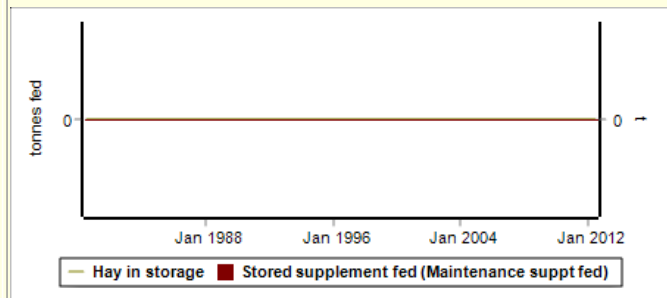 tonnes fed
0
0
t
Jan 1988 Jan 1996 Jan 2004 Jan 2012
Hay in storage Stored supplement fed (Maintenance suppt fed)